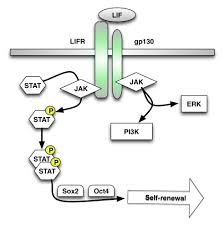 LIF
LIFR
gp130
STAT
JAK
JAK
P
STAT
ERK
PI3K
P
STAT
P
STAT
Sox2
Oct4
Self-renewal